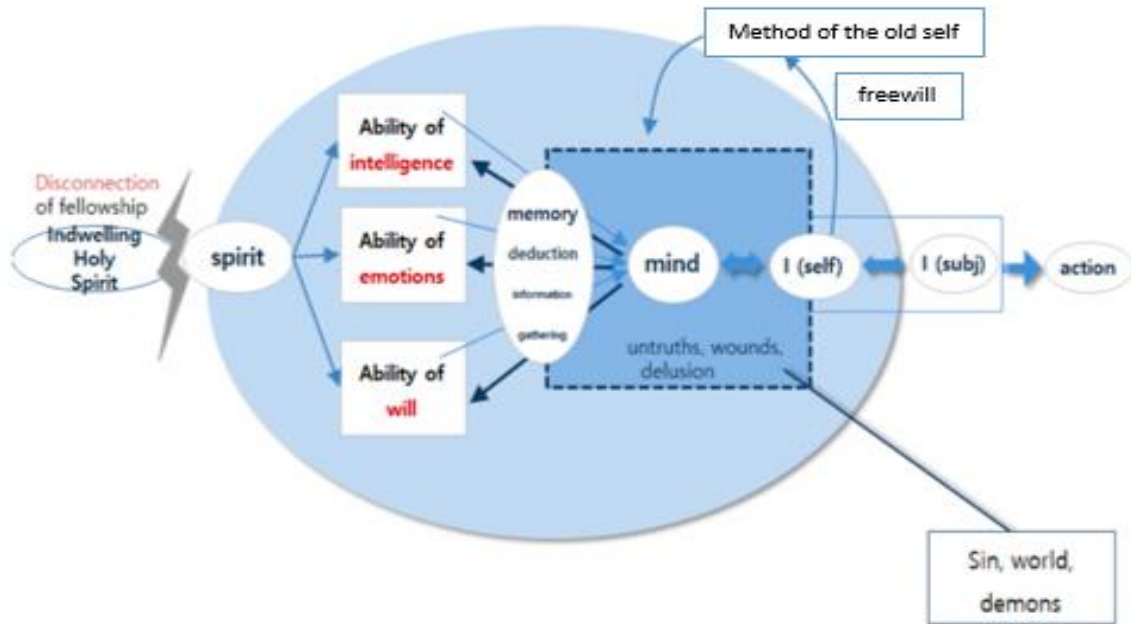 Method of the old self
freewill
Ability of
intelligence
Disconnection
of fellowship
Indwelling
Holy
Spirit
spirit
Ability of
emotions
memory
deduction
information
gathering
mind
I (self)
I (subj)
action
untruths, wounds,
delusion
Ability of
will
Sin, world,
demons